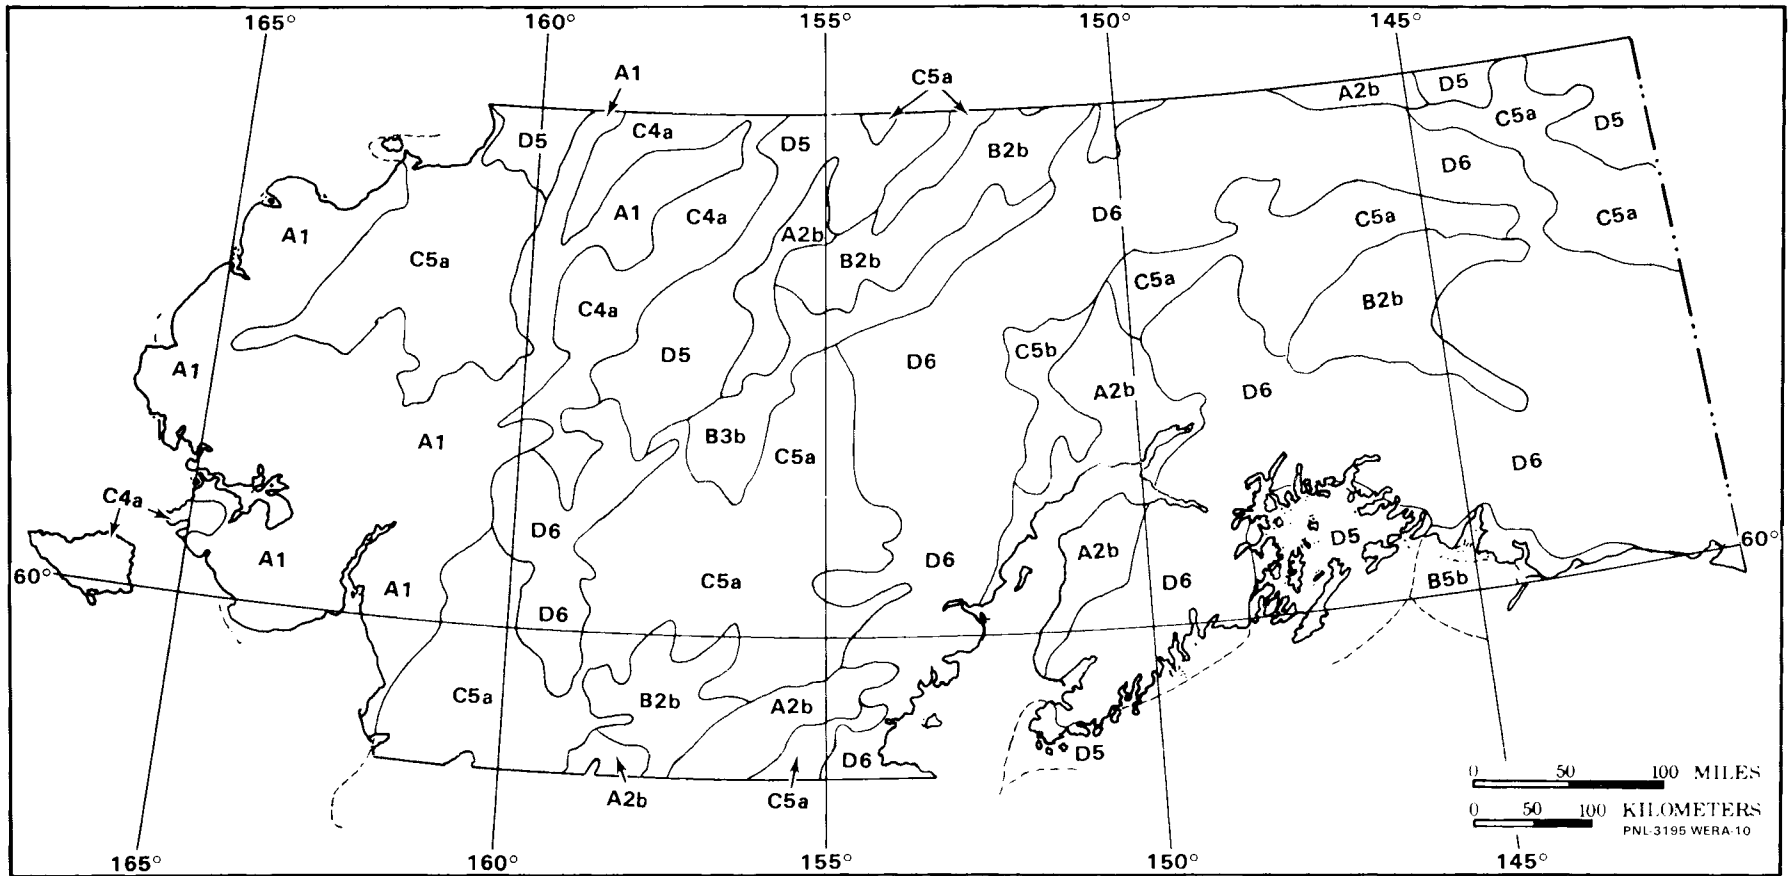 165° 160° 155° 150° 145°
A1 C5a
A2b D5
D5 C4a D5 B2b C5a D5
D6
A1 C4a D6 C5a C5a
A1 A2b
C5a B2b
C5a
C4a B2b
D5 C5b D6
A1
A2b D6
B3b
A1 C5a D6
C4a
D6 D5
A1 A2b 60°
60° A1 C5a D6 D6 B5b
D6
C5a B2b A2b
D6 D5
A2b C5a
0 50 100 MILES
0 50 100 KILOMETERS
PNL-3195 WERA-10
165° 160° 155° 150° 145°